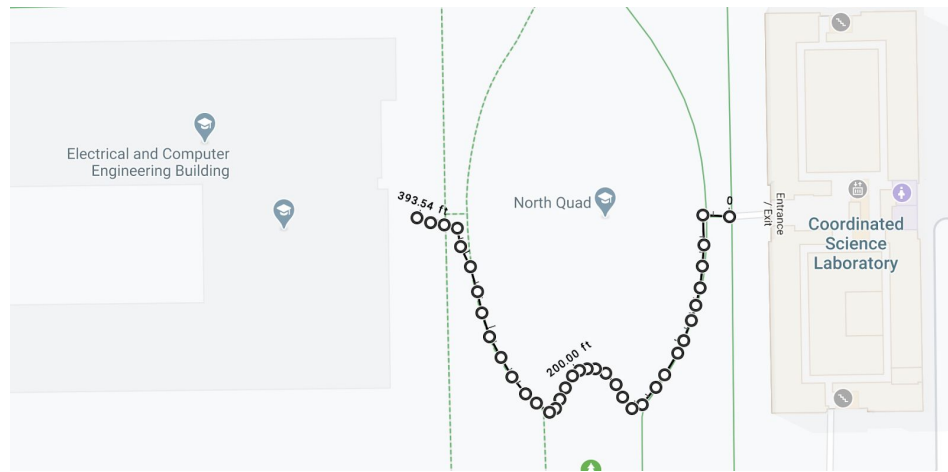 Electrical and Computer
Engineering Building
393.54 ft
North Quad
0
Entrance
/ Exit
Coordinated
Science
Laboratory
200.00 ft